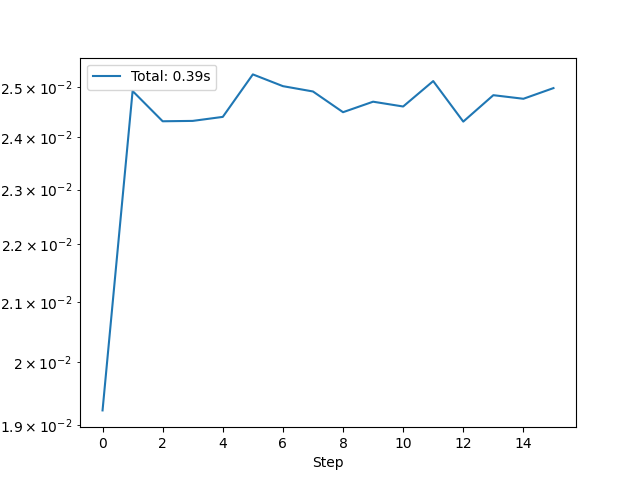 Total: 0.39s
2.5 × 10⁻²
2.4 × 10⁻²
2.3 × 10⁻²
2.2 × 10⁻²
2.1 × 10⁻²
2 × 10⁻²
1.9 × 10⁻²
0 2 4 6 8 10 12 14
Step